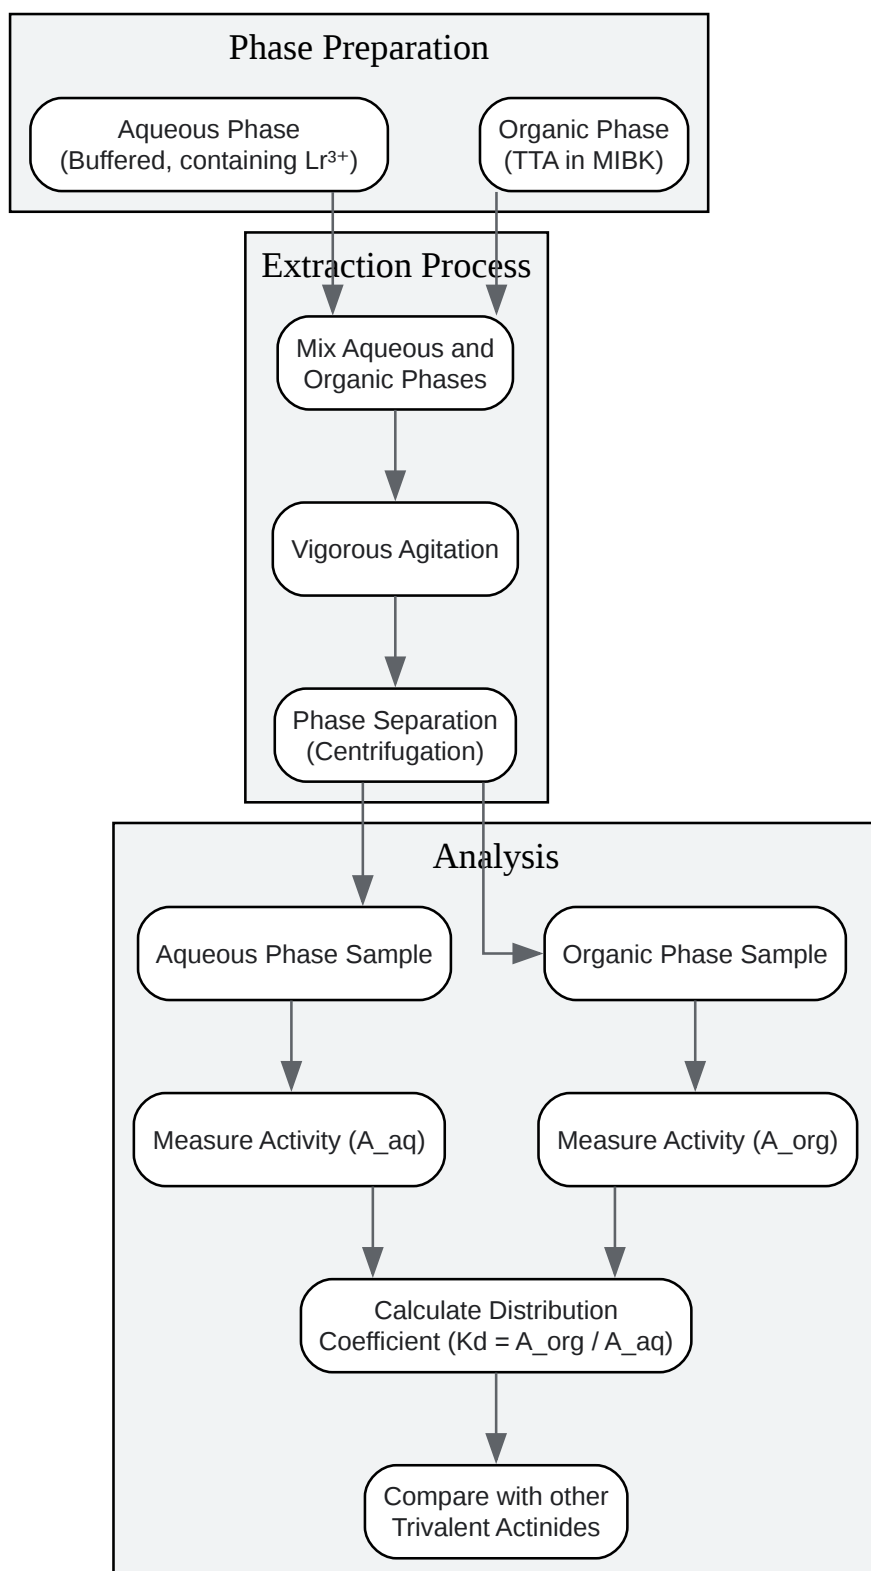 Phase Preparation
Aqueous Phase
(Buffered, containing Lr³⁺)
Organic Phase
(TTA in MIBK)
Extraction Process
Mix Aqueous and
Organic Phases
Vigorous Agitation
Phase Separation
(Centrifugation)
Analysis
Aqueous Phase Sample
Organic Phase Sample
Measure Activity (A_aq)
Measure Activity (A_org)
Calculate Distribution
Coefficient (Kd = A_org / A_aq)
Compare with other
Trivalent Actinides